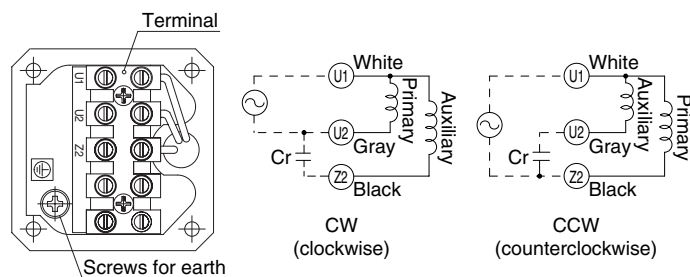 Terminal
U1
U2
Z2
Screws for earth
U1
White
Primary
Auxiliary
U2
Gray
Cr
Z2
Black
CW
(clockwise)
U1
White
Auxiliary
Primary
U2
Gray
Cr
Z2
Black
CCW
(counterclockwise)